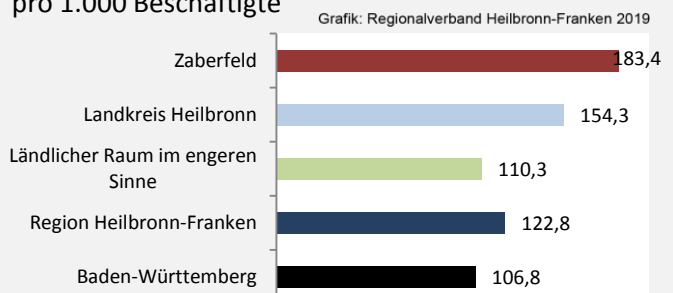 pro 1.000 Beschäftigte
Grafik: Regionalverband Heilbronn-Franken 2019
Zaberfeld 183,4
Landkreis Heilbronn 154,3
Ländlicher Raum im engeren
Sinne 110,3
Region Heilbronn-Franken 122,8
Baden-Württemberg 106,8